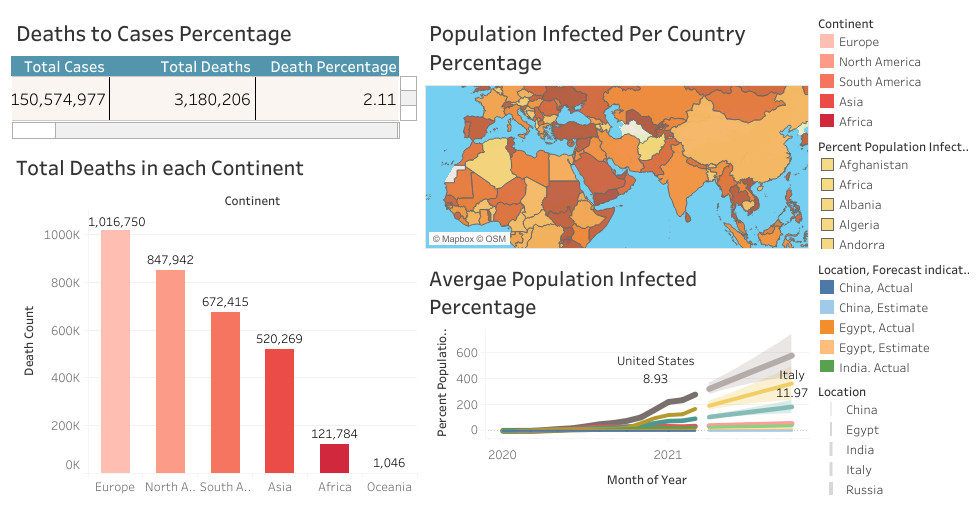 Deaths to Cases Percentage
Total Cases Total Deaths Death Percentage
150,574,977 3,180,206 2.11
Total Deaths in each Continent
Continent
1,016,750
847,942
672,415
520,269
121,784
1,046
1000K
800K
600K
400K
200K
0K
Death Count
Europe North A.. South A.. Asia Africa Oceania
Population Infected Per Country
Percentage
© Mapbox © OSM
Avergae Population Infected
Percentage
Percent Populatio..
600
400
200
0
United States
8.93
Italy
11.97
2020 2021
Month of Year
Continent
Europe
North America
South America
Asia
Africa
Percent Population Infect..
Afghanistan
Africa
Albania
Algeria
Andorra
Location, Forecast indicat..
China, Actual
China, Estimate
Egypt, Actual
Egypt, Estimate
India. Actual
Location
China
Egypt
India
Italy
Russia